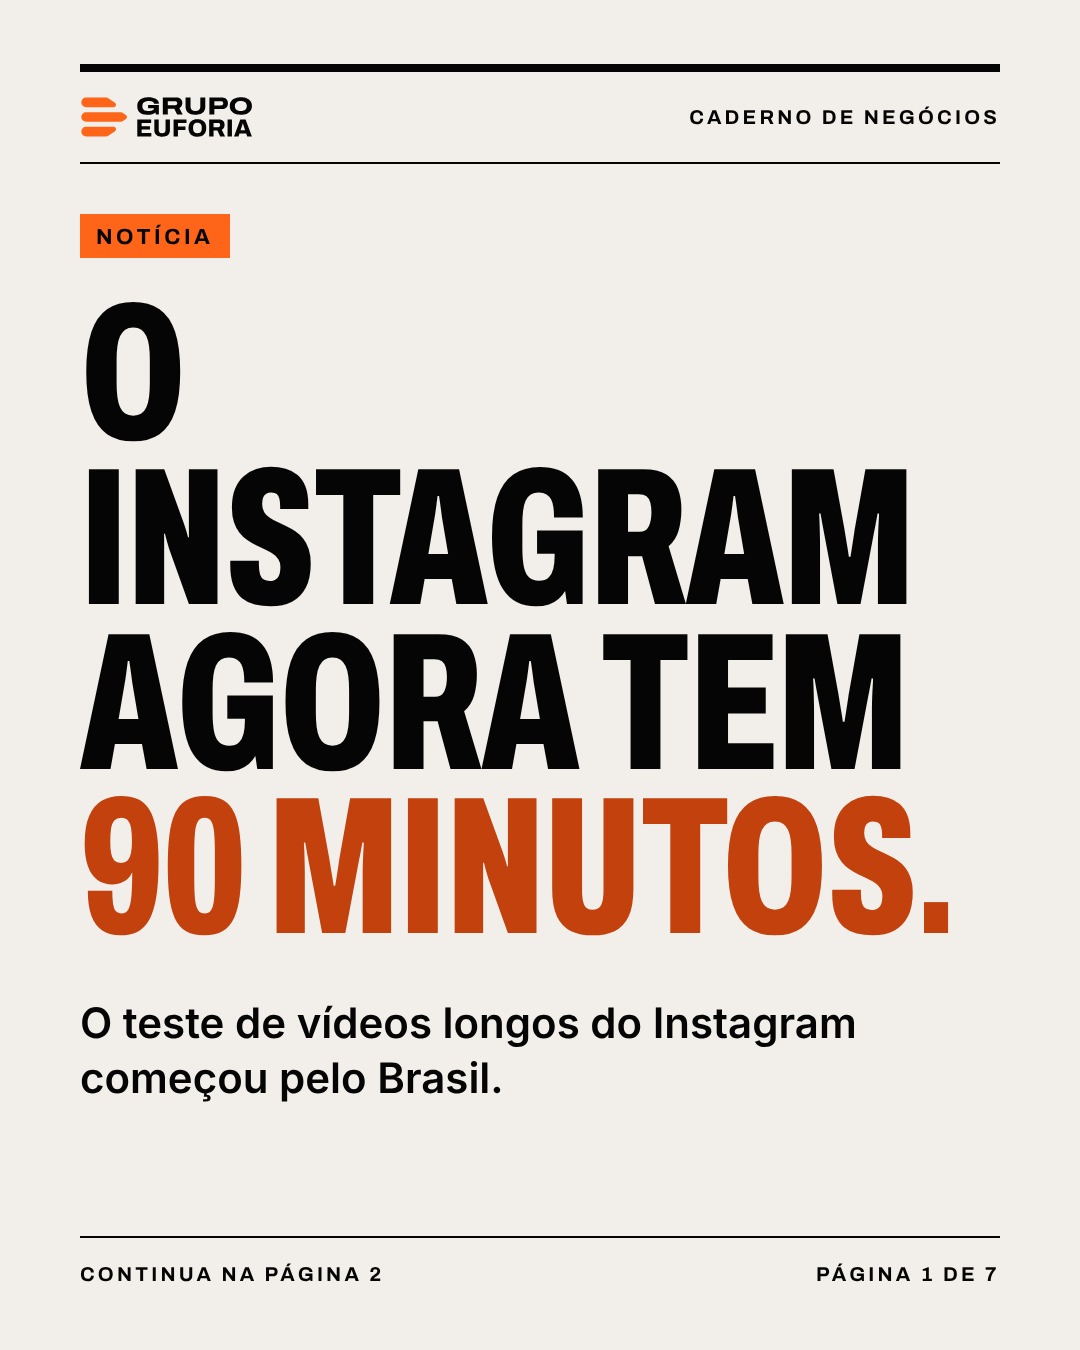 GRUPO
EUFORIA
CADERNO DE NEGÓCIOS
NOTÍCIA
O
INSTAGRAM
AGORA TEM
90 MINUTOS.
O teste de vídeos longos do Instagram
começou pelo Brasil.
CONTINUA NA PÁGINA 2
PÁGINA 1 DE 7